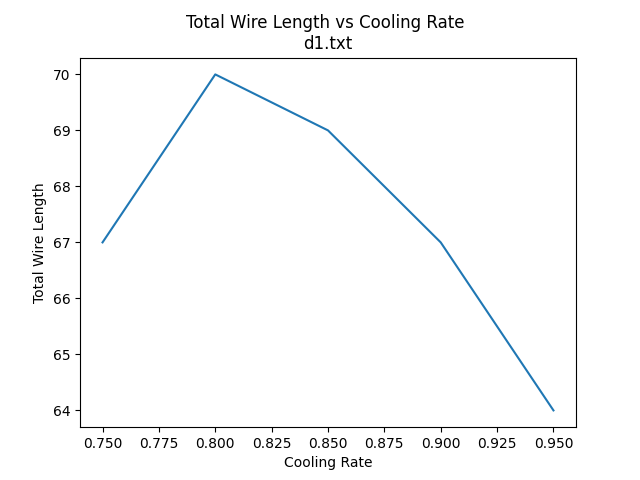 Total Wire Length vs Cooling Rate
d1.txt
70
69
68
67
66
65
64
Total Wire Length
0.750 0.775 0.800 0.825 0.850 0.875 0.900 0.925 0.950
Cooling Rate